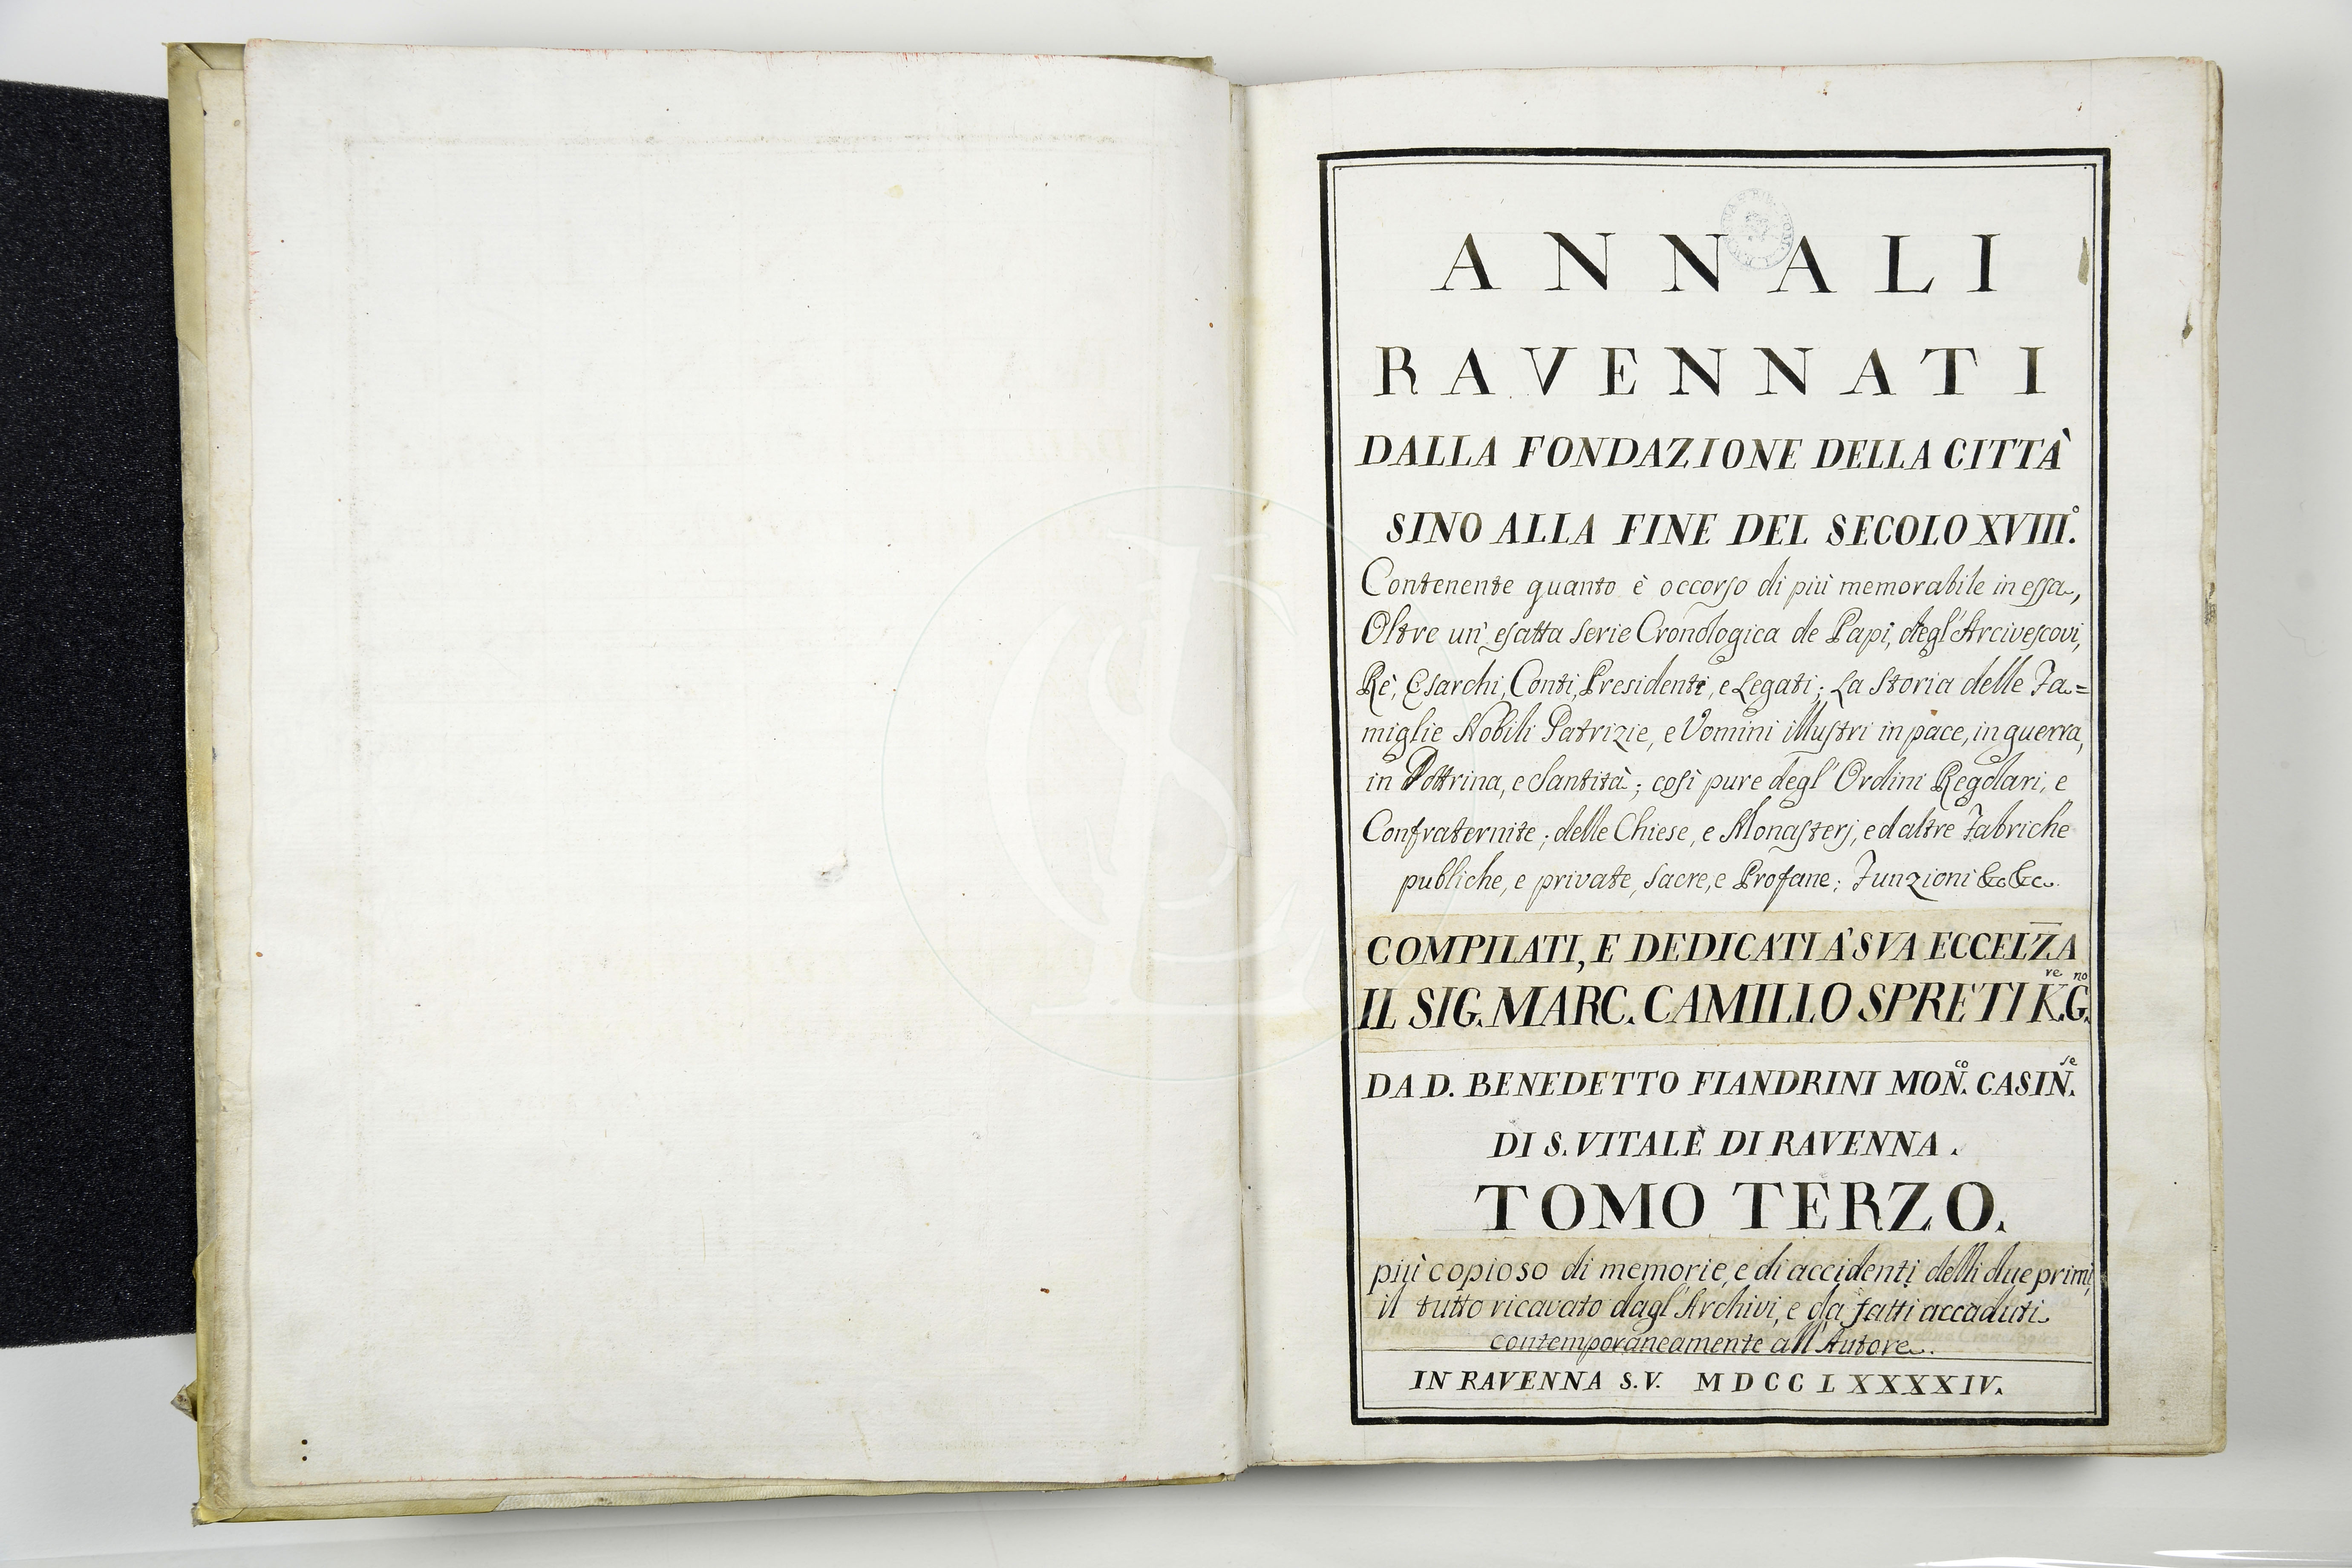 ANNALI
RAVENNATI
DALLA FONDAZIONE DELLA CITTÀ
SINO ALLA FINE DEL SECOLO XVIII.°
Contenente quanto è occorso di più memorabile in essa,
Oltre un' esatta serie Cronologica de Papi, degl'Arcivescovi,
Rè, Esarchi, Conti, Presidenti, e Legati; La Storia delle Fa=
miglie Nobili Patrizie, e Vomini illustri in pace, in guerra,
in Dottrina, e Santità; così pure degl' Ordini Regolari, e
Confraternite; delle Chiese, e Monasterj, ed altre Fabriche
publiche, e private, Sacre, e Profane; Funzioni &c &c.
COMPILATI, E DEDICATI A' SVA ECCELZA
IL SIG. MARC. CAMILLO SPRETI K.re G.no
DA D. BENEDETTO FIANDRINI MON.co CASIN.se
DI S. VITALE DI RAVENNA.
TOMO TERZO.
più copioso di memorie, e di accidenti delli due primi,
il tutto ricavato dagl'Archivi, e da fatti accaduti
contemporaneamente all'Autore.
IN RAVENNA S.V. MDCCLXXXXIV.